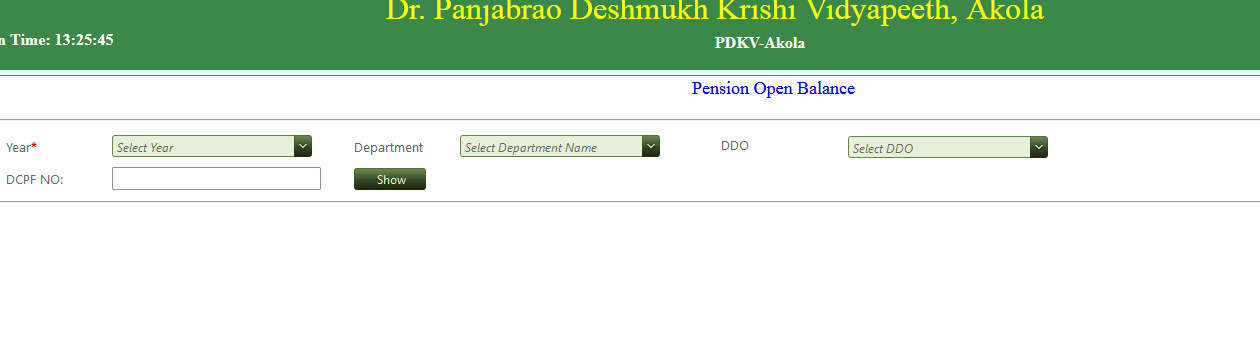 Dr. Panjabrao Deshmukh Krishi Vidyapeeth, Akola
n Time: 13:25:45
PDKV-Akola
Pension Open Balance
Year* Select Year Department Select Department Name DDO Select DDO
DCPF NO: Show